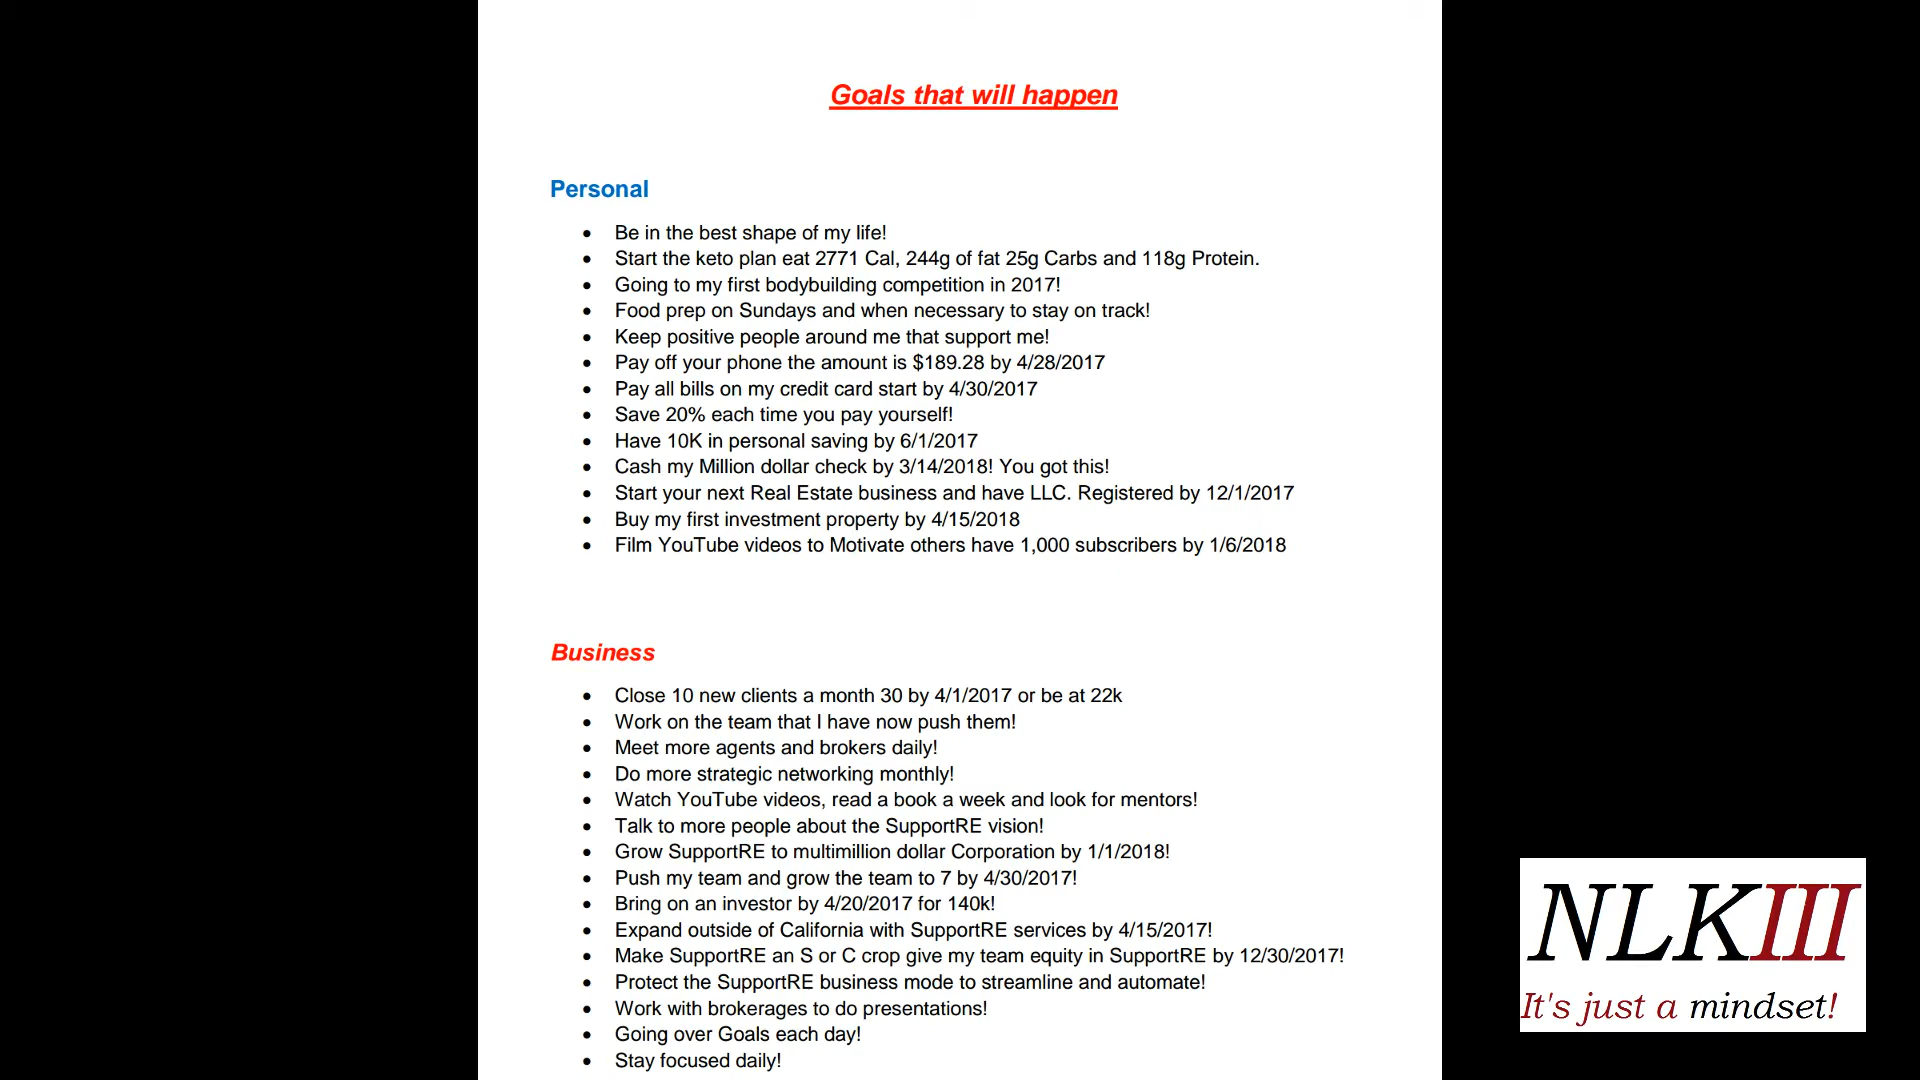 Goals that will happen
Personal
• Be in the best shape of my life!
• Start the keto plan eat 2771 Cal, 244g of fat 25g Carbs and 118g Protein.
• Going to my first bodybuilding competition in 2017!
• Food prep on Sundays and when necessary to stay on track!
• Keep positive people around me that support me!
• Pay off your phone the amount is $189.28 by 4/28/2017
• Pay all bills on my credit card start by 4/30/2017
• Save 20% each time you pay yourself!
• Have 10K in personal saving by 6/1/2017
• Cash my Million dollar check by 3/14/2018! You got this!
• Start your next Real Estate business and have LLC. Registered by 12/1/2017
• Buy my first investment property by 4/15/2018
• Film YouTube videos to Motivate others have 1,000 subscribers by 1/6/2018
Business
• Close 10 new clients a month 30 by 4/1/2017 or be at 22k
• Work on the team that I have now push them!
• Meet more agents and brokers daily!
• Do more strategic networking monthly!
• Watch YouTube videos, read a book a week and look for mentors!
• Talk to more people about the SupportRE vision!
• Grow SupportRE to multimillion dollar Corporation by 1/1/2018!
• Push my team and grow the team to 7 by 4/30/2017!
• Bring on an investor by 4/20/2017 for 140k!
• Expand outside of California with SupportRE services by 4/15/2017!
• Make SupportRE an S or C crop give my team equity in SupportRE by 12/30/2017!
• Protect the SupportRE business mode to streamline and automate!
• Work with brokerages to do presentations!
• Going over Goals each day!
• Stay focused daily!
NLKIII
It's just a mindset!